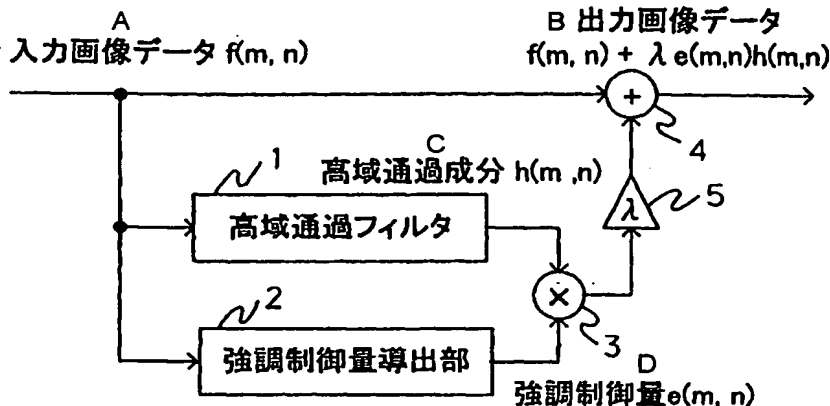 A
入力画像データ f(m, n)
B 出力画像データ
f(m, n) + λ e(m,n)h(m,n)
+
4
C
高域通過成分 h(m ,n)
1
高域通過フィルタ
λ
5
×
3
2
強調制御量導出部
D
強調制御量e(m, n)